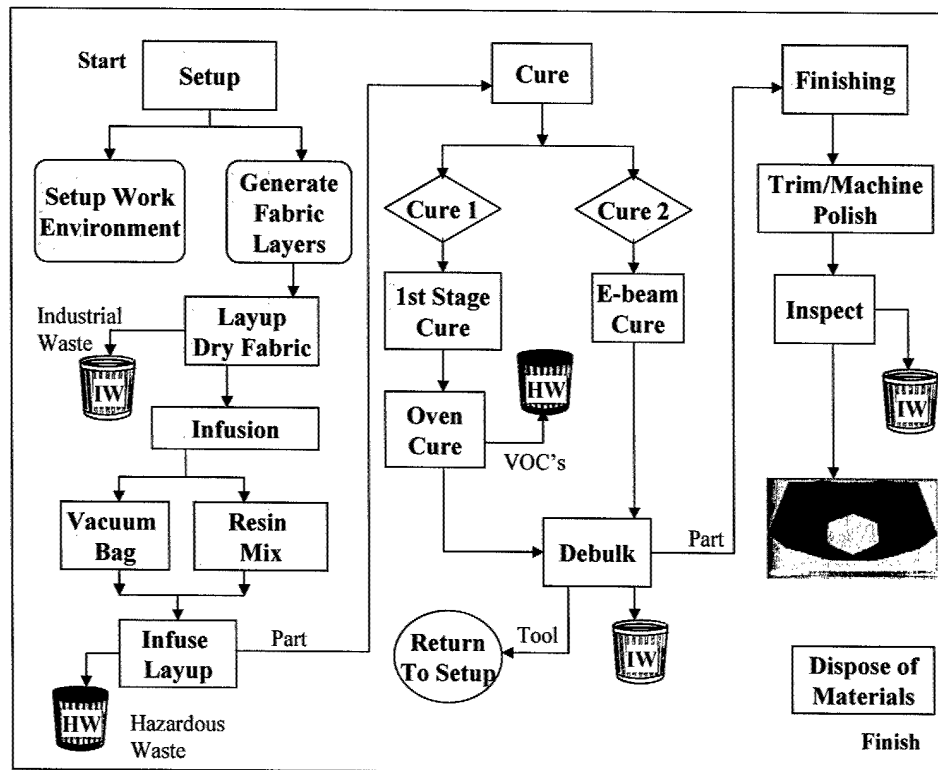 Start
Setup
Setup Work
Environment
Generate
Fabric
Layers
Industrial
Waste
IW
Layup
Dry Fabric
Infusion
Vacuum
Bag
Resin
Mix
Infuse
Layup
Part
HW
Hazardous
Waste
Cure
Cure 1
Cure 2
1st Stage
Cure
E-beam
Cure
HW
Oven
Cure
VOC's
Debulk
Part
Tool
Return
To Setup
IW
Finishing
Trim/Machine
Polish
Inspect
IW
Dispose of
Materials
Finish